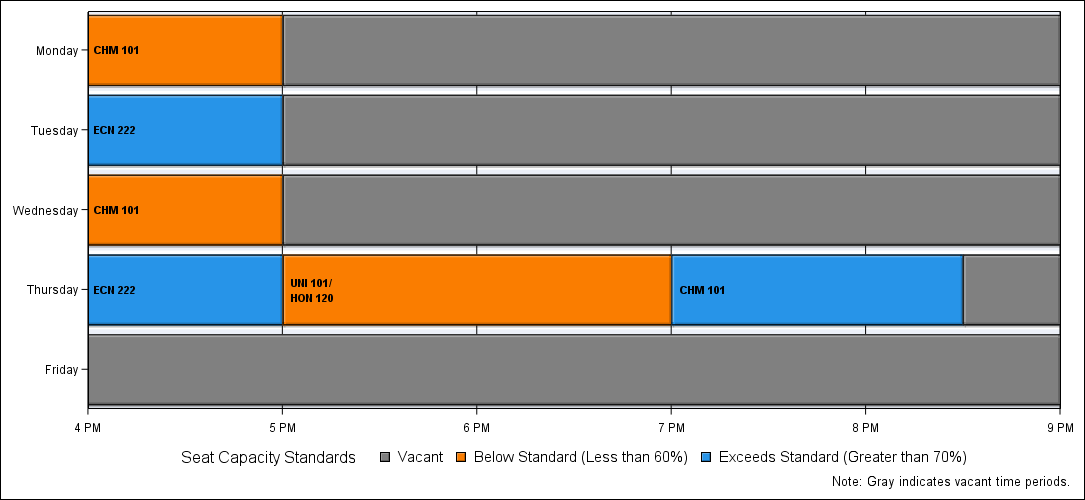 Monday
CHM 101
Tuesday
ECN 222
Wednesday
CHM 101
Thursday
ECN 222
UNI 101/
HON 120
CHM 101
Friday
4 PM 5 PM 6 PM 7 PM 8 PM 9 PM
Seat Capacity Standards Vacant Below Standard (Less than 60%) Exceeds Standard (Greater than 70%)
Note: Gray indicates vacant time periods.